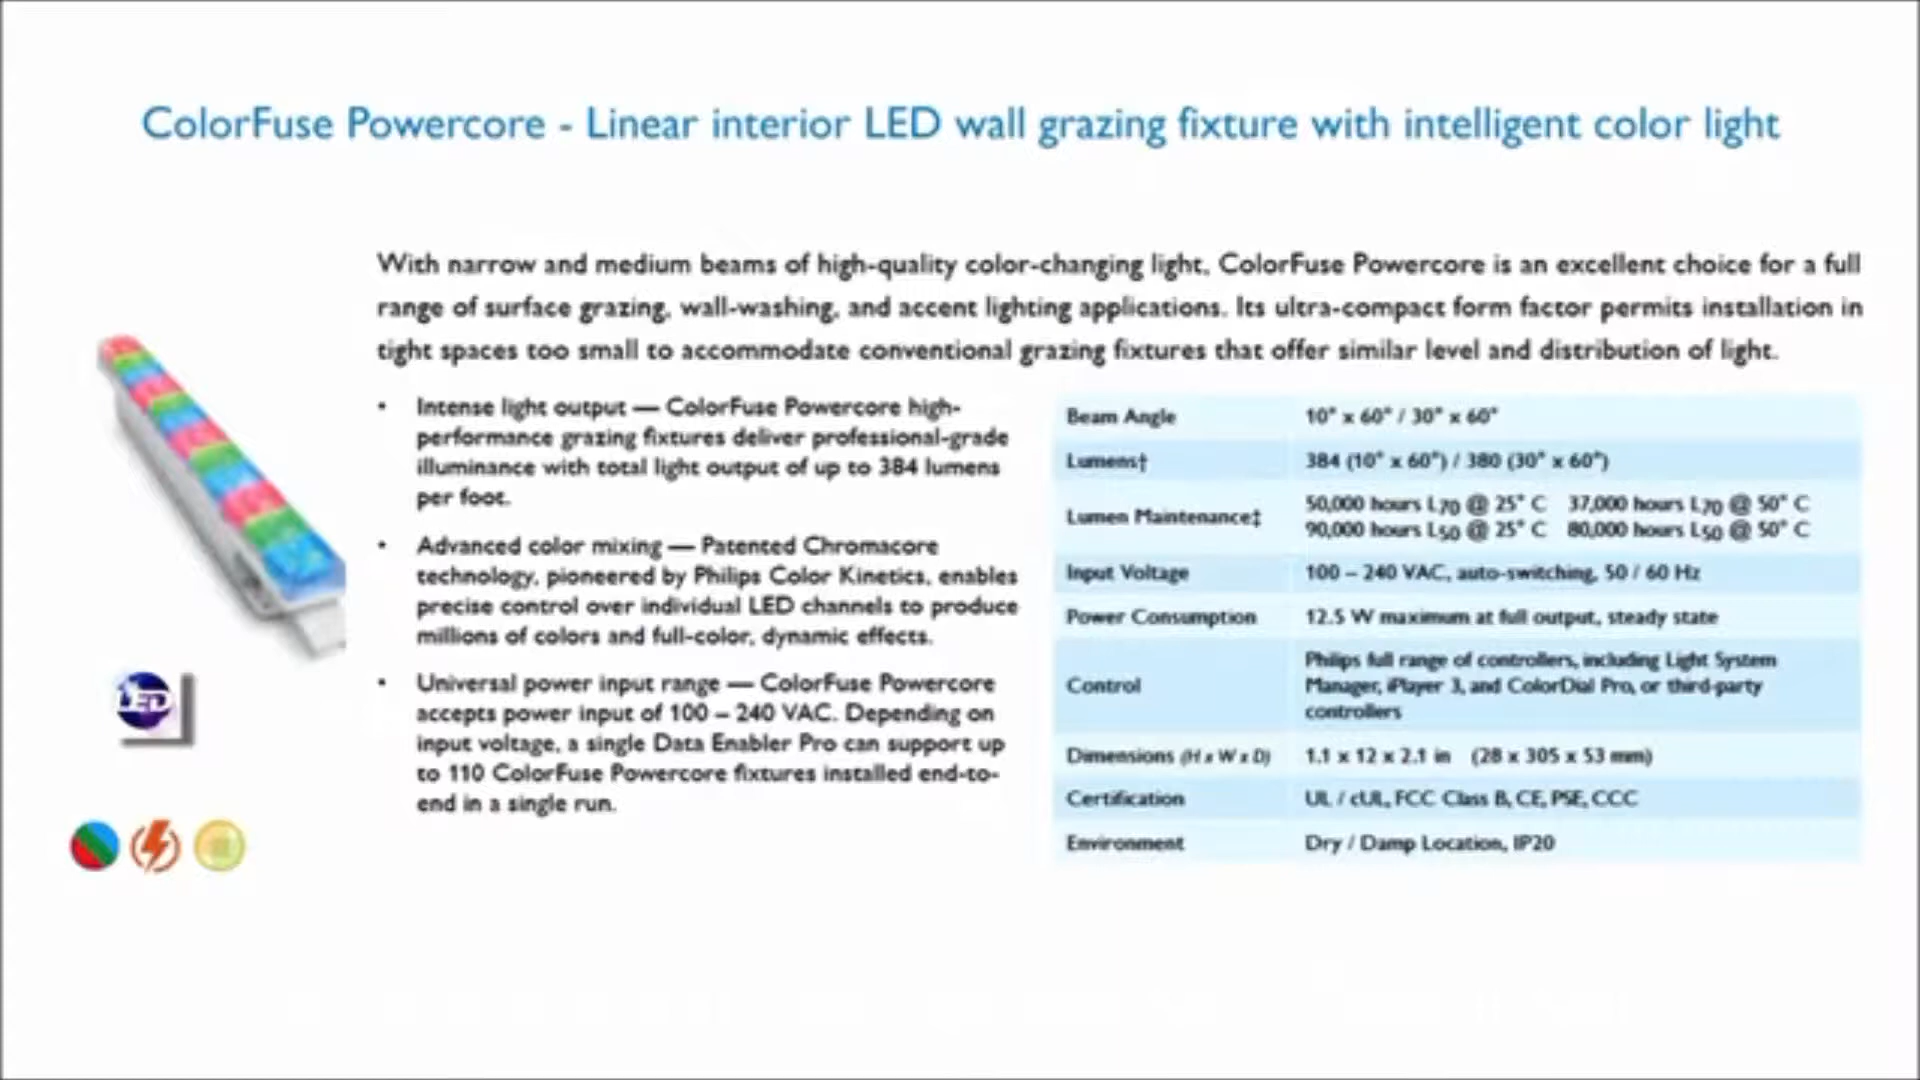 ColorFuse Powercore - Linear interior LED wall grazing fixture with intelligent color light
With narrow and medium beams of high-quality color-changing light, ColorFuse Powercore is an excellent choice for a full
range of surface grazing, wall-washing, and accent lighting applications. Its ultra-compact form factor permits installation in
tight spaces too small to accommodate conventional grazing fixtures that offer similar level and distribution of light.
• Intense light output — ColorFuse Powercore high-
performance grazing fixtures deliver professional-grade
illuminance with total light output of up to 384 lumens
per foot.
• Advanced color mixing — Patented Chromacore
technology, pioneered by Philips Color Kinetics, enables
precise control over individual LED channels to produce
millions of colors and full-color, dynamic effects.
• Universal power input range — ColorFuse Powercore
accepts power input of 100 – 240 VAC. Depending on
input voltage, a single Data Enabler Pro can support up
to 110 ColorFuse Powercore fixtures installed end-to-
end in a single run.
Beam Angle 10° x 60° / 30° x 60°
Lumens† 384 (10° x 60°) / 380 (30° x 60°)
Lumen Maintenance‡ 50,000 hours L70 @ 25° C 37,000 hours L70 @ 50° C
90,000 hours L50 @ 25° C 80,000 hours L50 @ 50° C
Input Voltage 100 – 240 VAC, auto-switching, 50 / 60 Hz
Power Consumption 12.5 W maximum at full output, steady state
Control Philips full range of controllers, including Light System
Manager, iPlayer 3, and ColorDial Pro, or third-party
controllers
Dimensions (H x W x D) 1.1 x 12 x 2.1 in (28 x 305 x 53 mm)
Certification UL / cUL, FCC Class B, CE, PSE, CCC
Environment Dry / Damp Location, IP20
LED